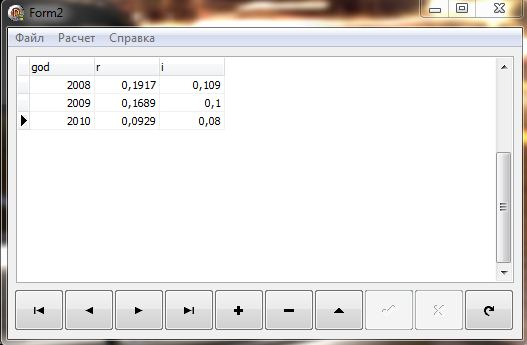 Form2
Файл Расчет Справка
god r i
2008 0,1917 0,109
2009 0,1689 0,1
2010 0,0929 0,08